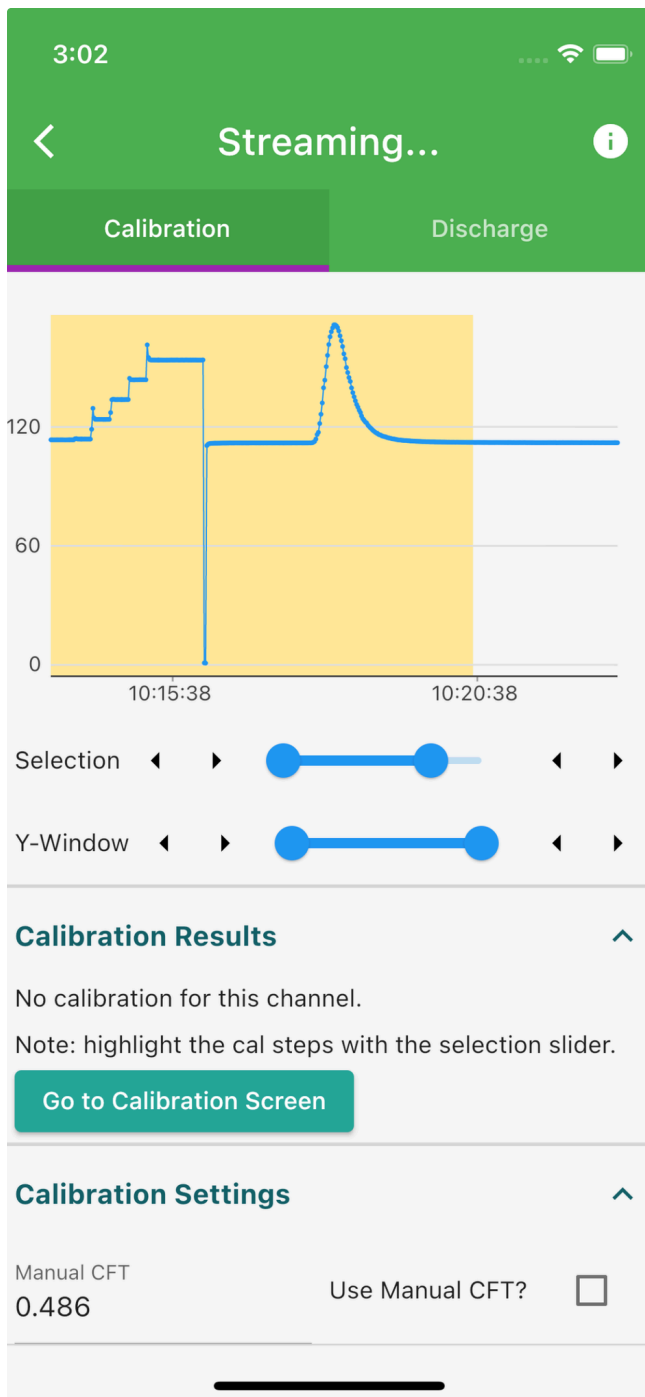 3:02
Streaming...
Calibration
Discharge
120
60
0
10:15:38
10:20:38
Selection
Y-Window
Calibration Results
No calibration for this channel.
Note: highlight the cal steps with the selection slider.
Go to Calibration Screen
Calibration Settings
Manual CFT
0.486
Use Manual CFT?